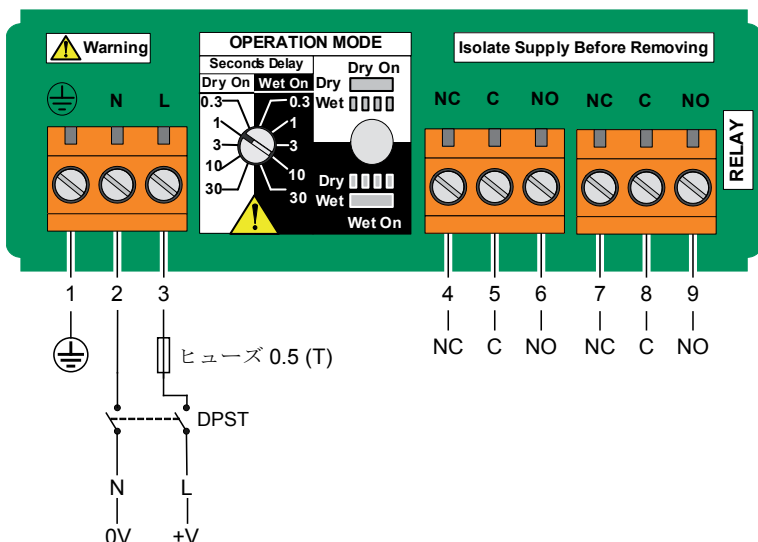 Warning
OPERATION MODE
Isolate Supply Before Removing
Seconds Delay
Dry On
Dry On Wet On
Dry
Wet
0.3 0.3
1 1
3 3
10 10
30 30
Dry
Wet
Wet On
N L
NC C NO NC C NO
RELAY
1 2 3 4 5 6 7 8 9
NC C NO NC C NO
ヒューズ 0.5 (T)
DPST
N L
0V +V